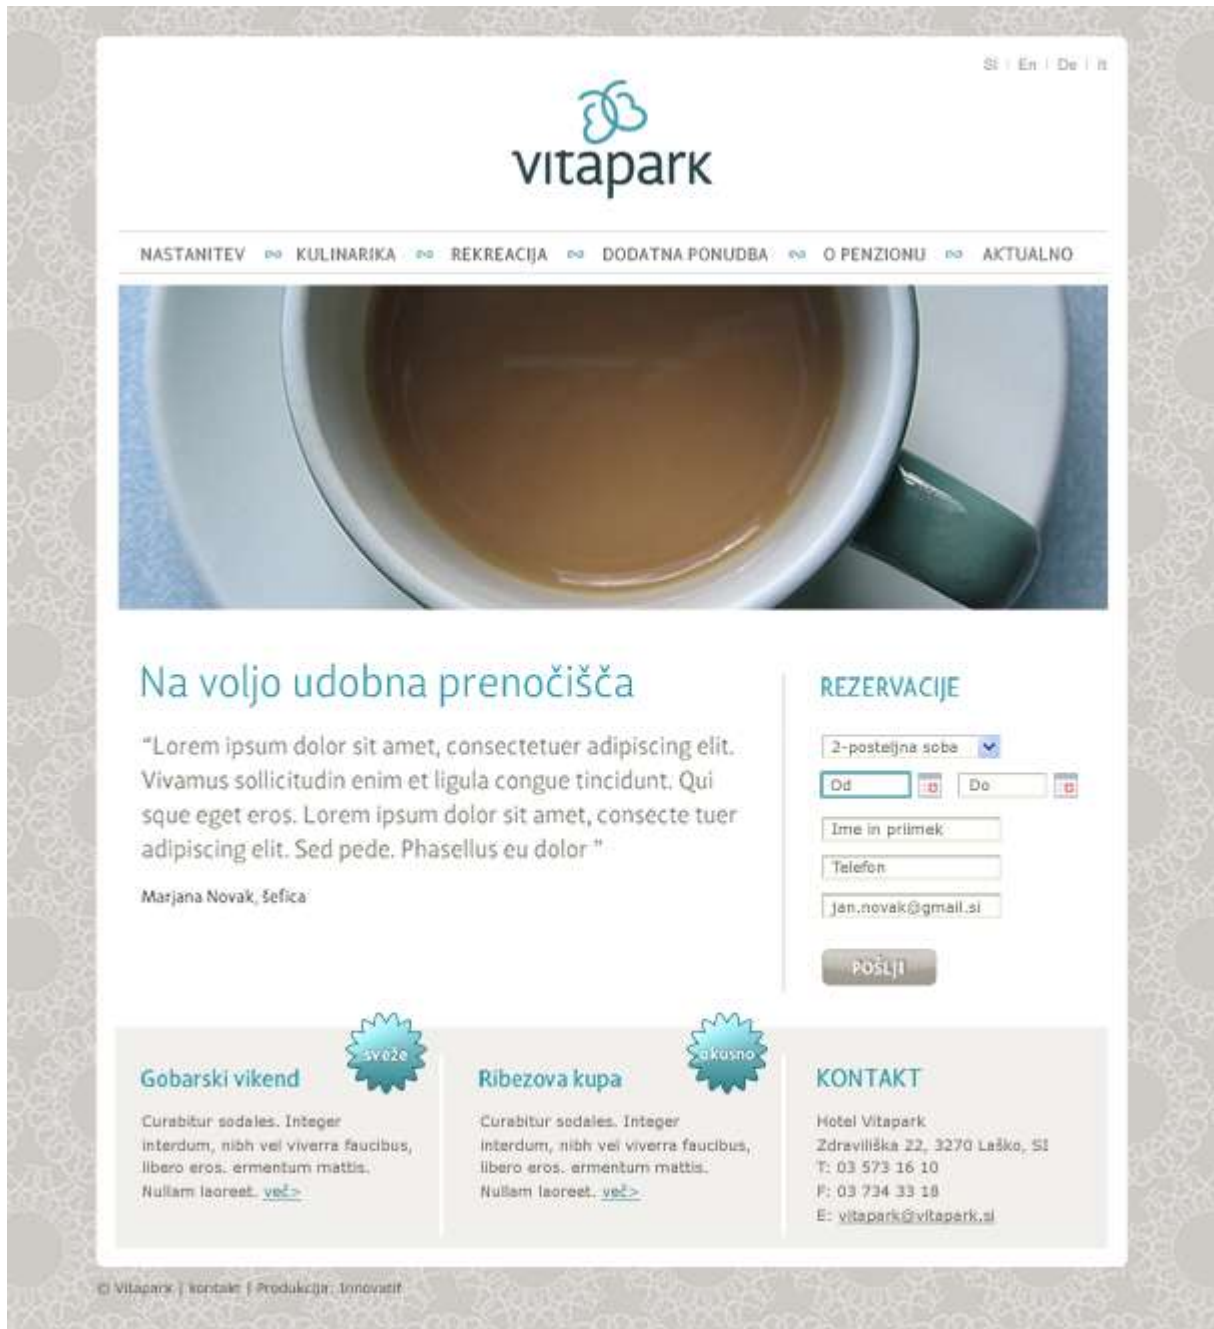 Si | En | De | It
vitapark
NASTANITEV KULINARIKA REKREACIJA DODATNA PONUDBA O PENZIONU AKTUALNO
Na voljo udobna prenočišča
“Lorem ipsum dolor sit amet, consectetuer adipiscing elit.
Vivamus sollicitudin enim et ligula congue tincidunt. Qui
sque eget eros. Lorem ipsum dolor sit amet, consecte tuer
adipiscing elit. Sed pede. Phasellus eu dolor ”
Marjana Novak, šefica
REZERVACIJE
2-posteljna soba
Od Do
Ime in priimek
Telefon
jan.novak@gmail.si
POŠLJI
sveže
Gobarski vikend
Curabitur sodales. Integer
interdum, nibh vel viverra faucibus,
libero eros. ermentum mattis.
Nullam laoreet. več>
okusno
Ribezova kupa
Curabitur sodales. Integer
interdum, nibh vel viverra faucibus,
libero eros. ermentum mattis.
Nullam laoreet. več>
KONTAKT
Hotel Vitapark
Zdraviliška 22, 3270 Laško, SI
T: 03 573 16 10
F: 03 734 33 18
E: vitapark@vitapark.si
© Vitapark | kontakt | Produkcija: Innovatif